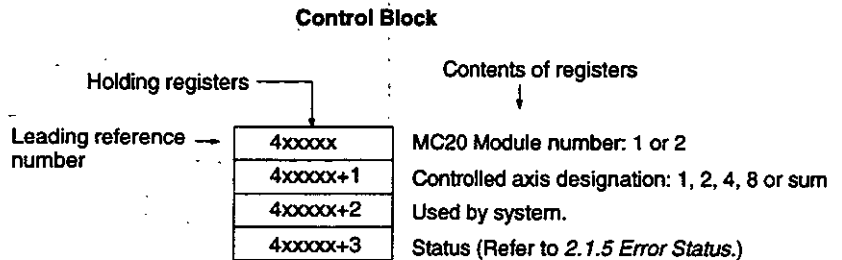 Control Block
Holding registers
Contents of registers
Leading reference
number
4xxxxx
MC20 Module number: 1 or 2
4xxxxx+1
Controlled axis designation: 1, 2, 4, 8 or sum
4xxxxx+2
Used by system.
4xxxxx+3
Status (Refer to 2.1.5 Error Status.)